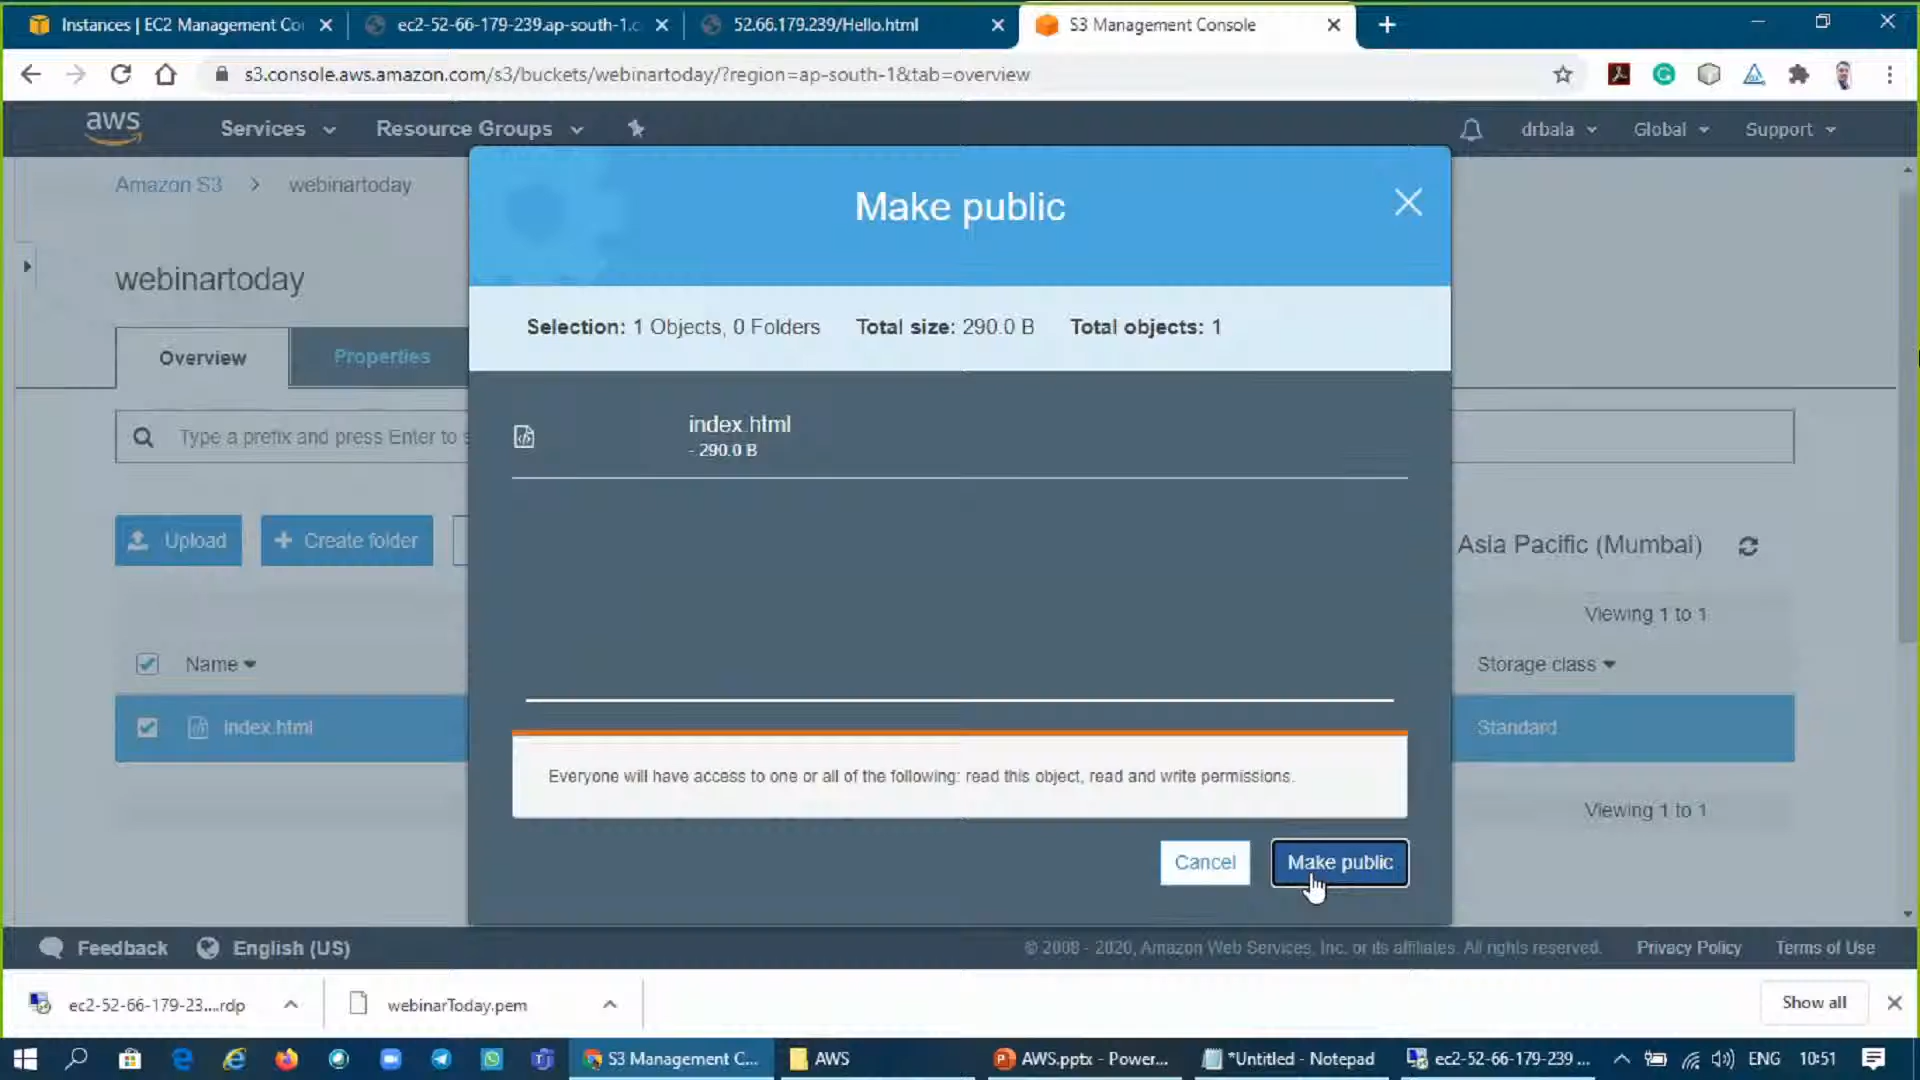 Instances | EC2 Management Co
ec2-52-66-179-239.ap-south-1.c
52.66.179.239/Hello.html
S3 Management Console
s3.console.aws.amazon.com/s3/buckets/webinartoday/?region=ap-south-1&tab=overview
aws
Services
Resource Groups
drbala
Global
Support
Amazon S3 > webinartoday
Make public
webinartoday
Selection: 1 Objects, 0 Folders
Total size: 290.0 B
Total objects: 1
Overview
Properties
index.html
- 290.0 B
Type a prefix and press Enter to s
Upload
+ Create folder
Asia Pacific (Mumbai)
Viewing 1 to 1
Name
Storage class
index.html
Standard
Everyone will have access to one or all of the following: read this object, read and write permissions.
Viewing 1 to 1
Cancel
Make public
Feedback
English (US)
© 2008 - 2020, Amazon Web Services, Inc. or its affiliates. All rights reserved.
Privacy Policy
Terms of Use
ec2-52-66-179-23....rdp
webinarToday.pem
Show all
S3 Management C...
AWS
AWS.pptx - Power...
*Untitled - Notepad
ec2-52-66-179-239 ...
ENG
10:51